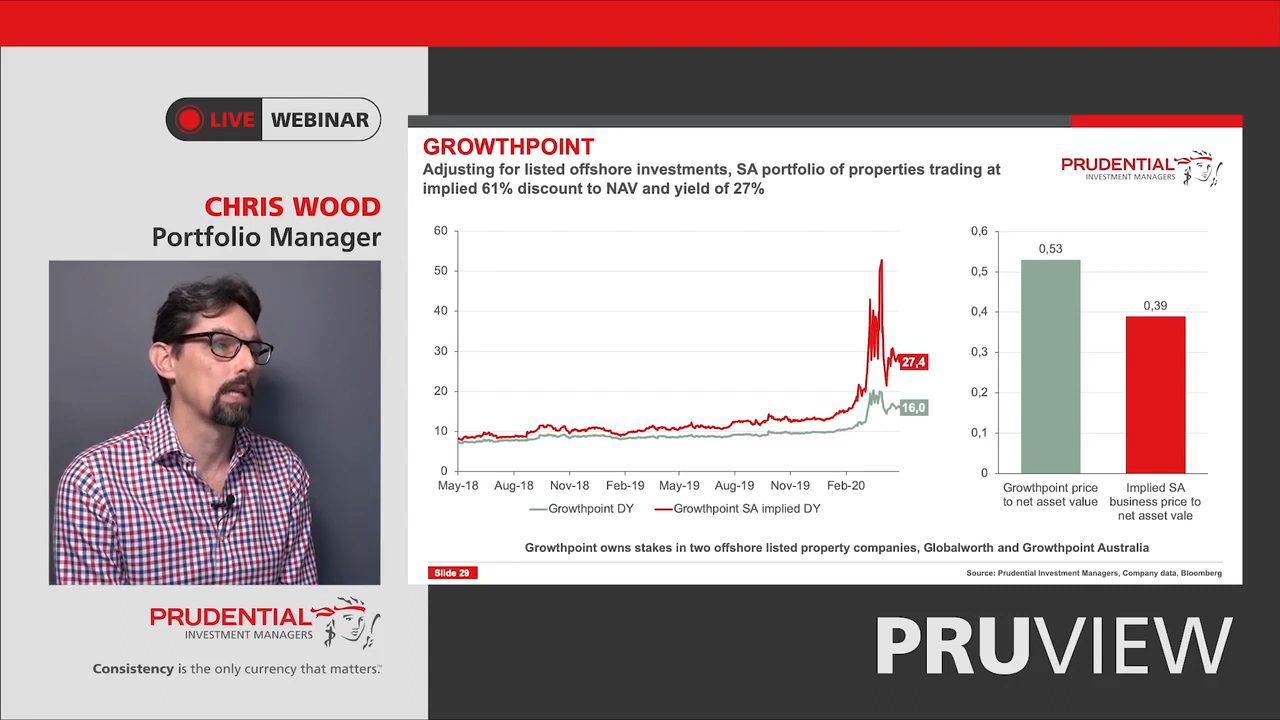 LIVE WEBINAR
CHRIS WOOD
Portfolio Manager
PRUDENTIAL
INVESTMENT MANAGERS
Consistency is the only currency that matters.™
GROWTHPOINT
Adjusting for listed offshore investments, SA portfolio of properties trading at
implied 61% discount to NAV and yield of 27%
PRUDENTIAL
INVESTMENT MANAGERS
60
50
40
30
20
10
0
27,4
16,0
May-18 Aug-18 Nov-18 Feb-19 May-19 Aug-19 Nov-19 Feb-20
Growthpoint DY Growthpoint SA implied DY
0,6
0,5
0,4
0,3
0,2
0,1
0
0,53
0,39
Growthpoint price
to net asset value
Implied SA
business price to
net asset vale
Growthpoint owns stakes in two offshore listed property companies, Globalworth and Growthpoint Australia
Slide 29
Source: Prudential Investment Managers, Company data, Bloomberg
PRUVIEW